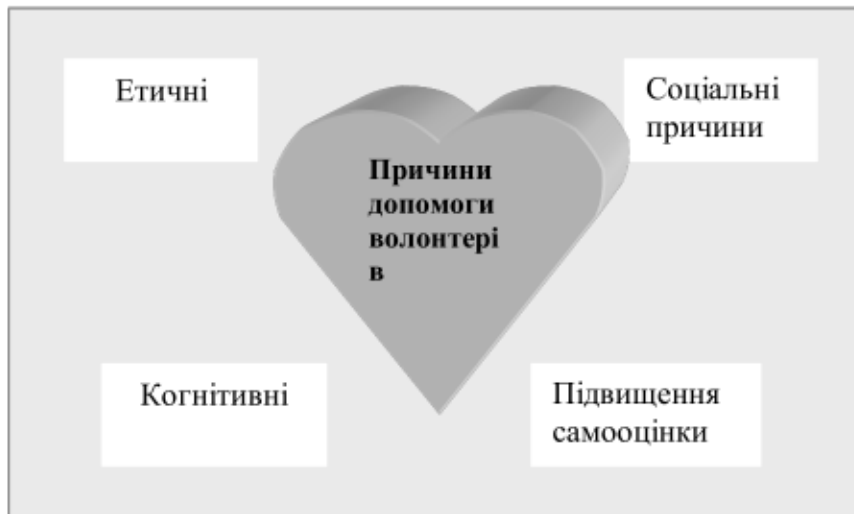 Етичні
Соціальні
причини
Причини
допомоги
волонтері
в
Когнітивні
Підвищення
самооцінки